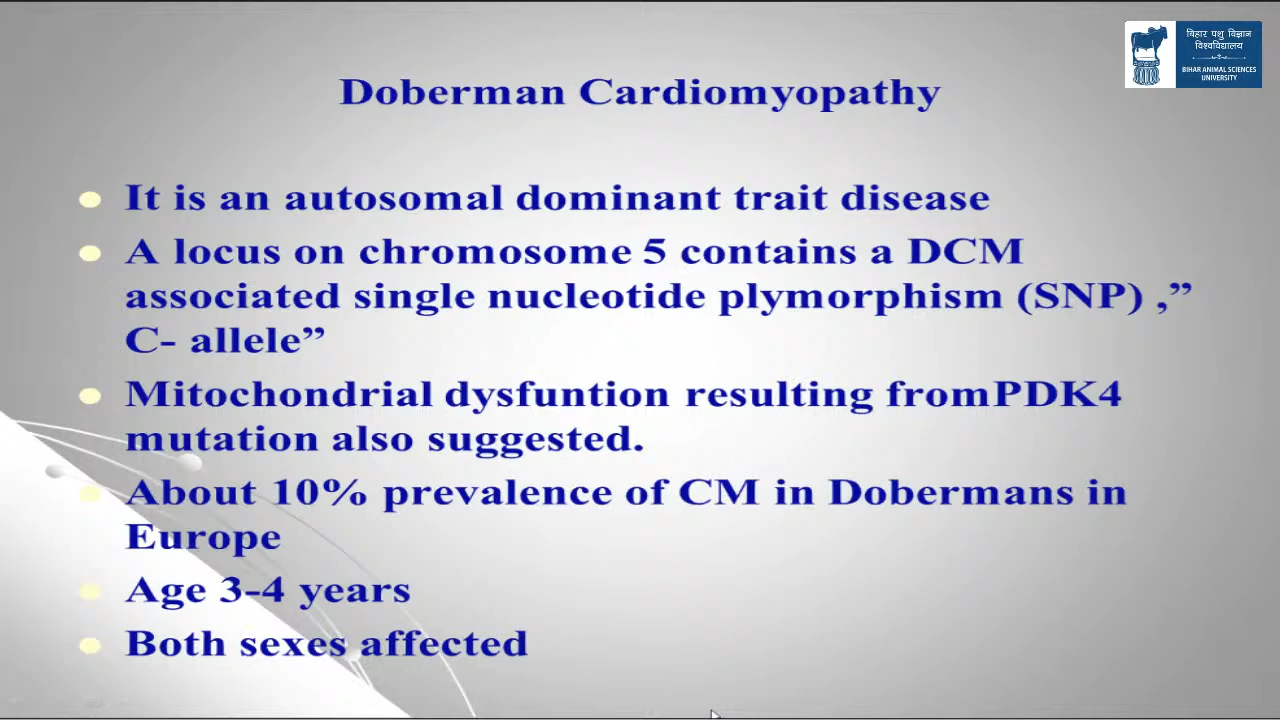 बिहार पशु विज्ञान
विश्वविद्यालय
BIHAR ANIMAL SCIENCES
UNIVERSITY
Doberman Cardiomyopathy
It is an autosomal dominant trait disease
A locus on chromosome 5 contains a DCM
associated single nucleotide plymorphism (SNP) ,”
C- allele”
Mitochondrial dysfuntion resulting fromPDK4
mutation also suggested.
About 10% prevalence of CM in Dobermans in
Europe
Age 3-4 years
Both sexes affected